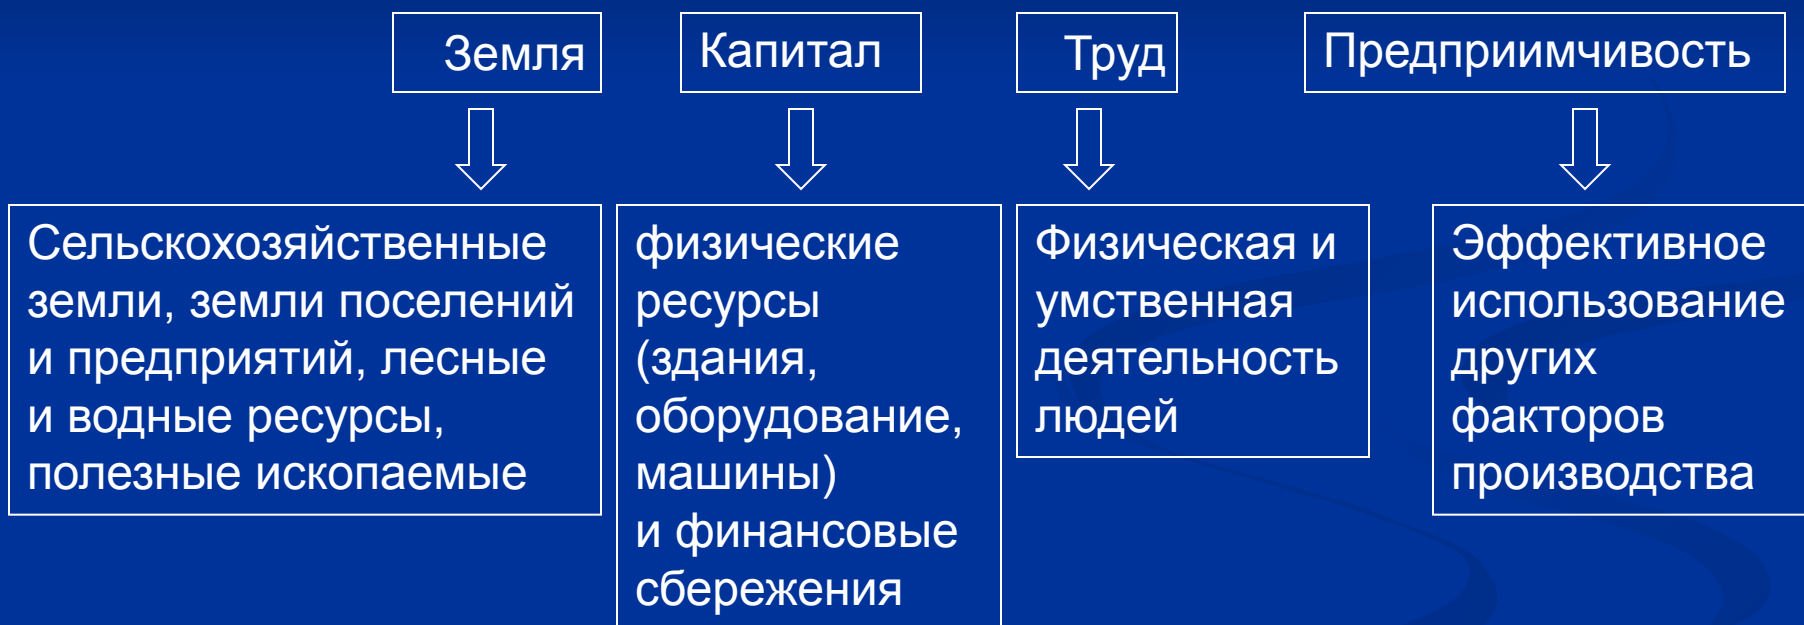 Земля
Капитал
Труд
Предприимчивость
Сельскохозяйственные
земли, земли поселений
и предприятий, лесные
и водные ресурсы,
полезные ископаемые
физические
ресурсы
(здания,
оборудование,
машины)
и финансовые
сбережения
Физическая и
умственная
деятельность
людей
Эффективное
использование
других
факторов
производства